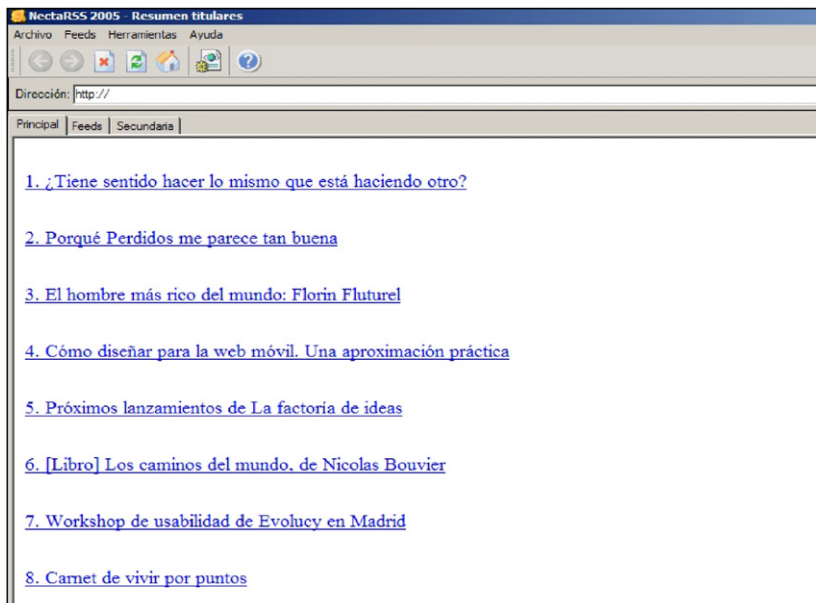 NectaRSS 2005 - Resumen titulares
Archivo Feeds Herramientas Ayuda
Dirección: http://
Principal Feeds Secundaria
1. ¿Tiene sentido hacer lo mismo que está haciendo otro?
2. Porqué Perdidos me parece tan buena
3. El hombre más rico del mundo: Florin Fluturel
4. Cómo diseñar para la web móvil. Una aproximación práctica
5. Próximos lanzamientos de La factoría de ideas
6. [Libro] Los caminos del mundo, de Nicolas Bouvier
7. Workshop de usabilidad de Evolucy en Madrid
8. Carnet de vivir por puntos